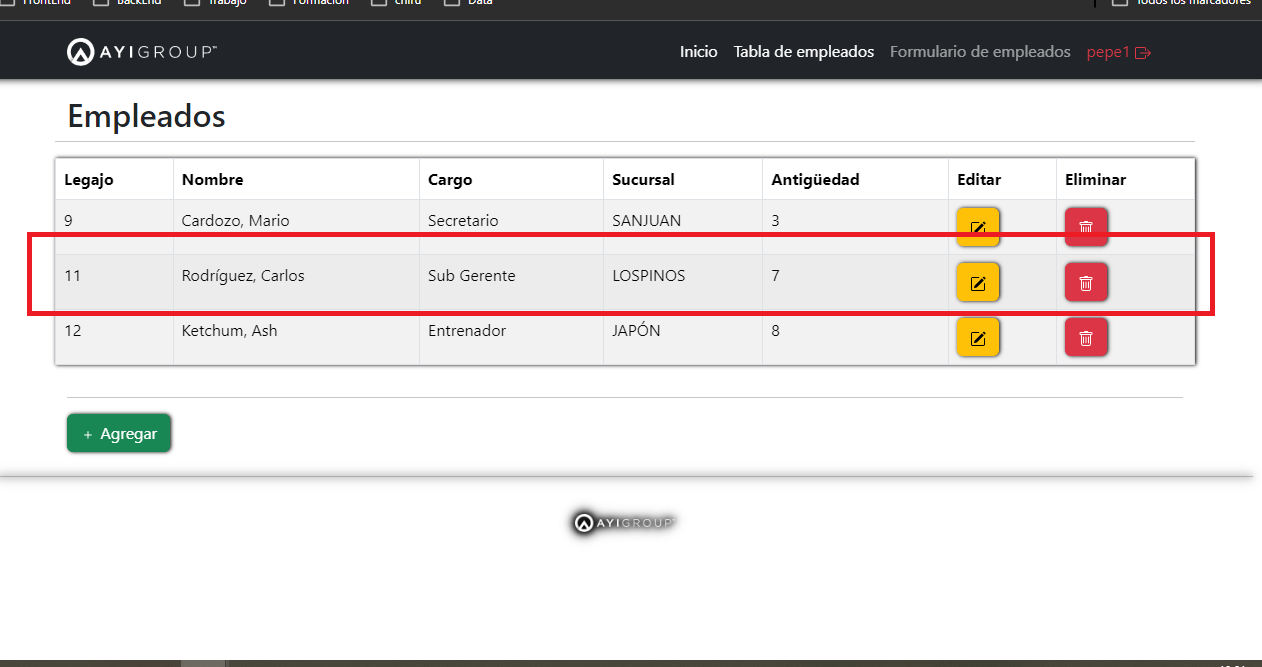 FrontEnd BackEnd Trabajo Formación chiru Data Todos los marcadores
AYIGROUP™ Inicio Tabla de empleados Formulario de empleados pepe1
Empleados
Legajo Nombre Cargo Sucursal Antigüedad Editar Eliminar
9 Cardozo, Mario Secretario SANJUAN 3
11 Rodríguez, Carlos Sub Gerente LOSPINOS 7
12 Ketchum, Ash Entrenador JAPÓN 8
+ Agregar
AYIGROUP™